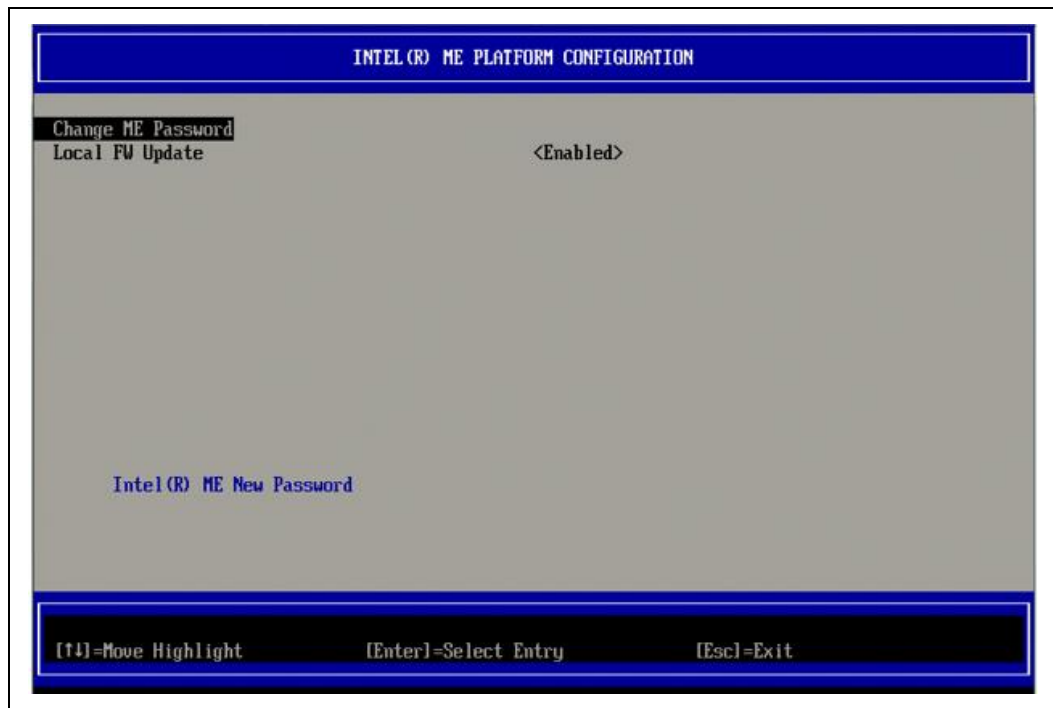 INTEL(R) ME PLATFORM CONFIGURATION
Change ME Password
Local FW Update <Enabled>
Intel(R) ME New Password
[↑↓]=Move Highlight [Enter]=Select Entry [Esc]=Exit